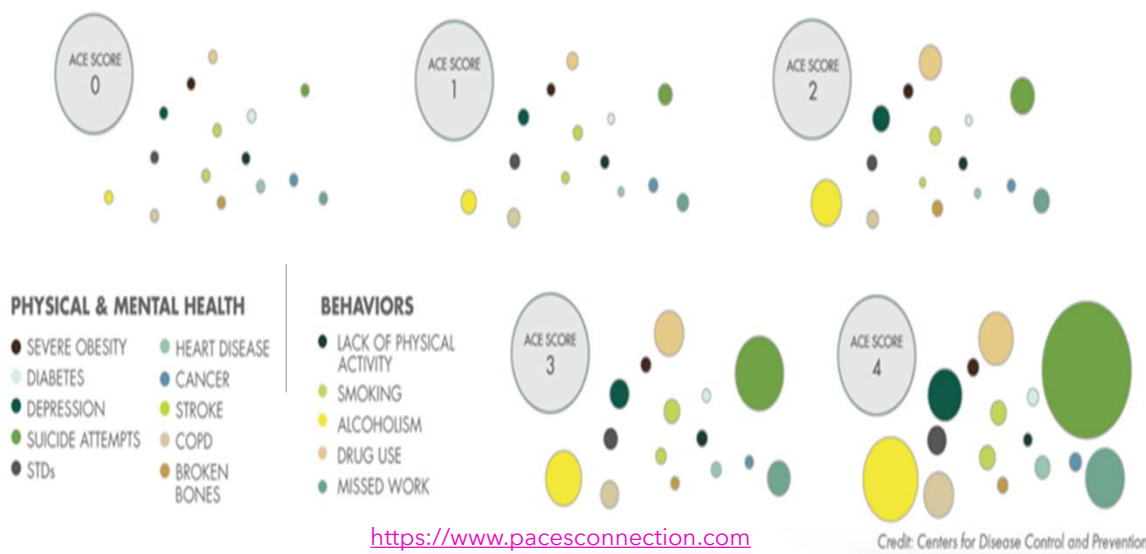 ACE SCORE
0
ACE SCORE
1
ACE SCORE
2
PHYSICAL & MENTAL HEALTH
SEVERE OBESITY
DIABETES
DEPRESSION
SUICIDE ATTEMPTS
STDs
HEART DISEASE
CANCER
STROKE
COPD
BROKEN
BONES
BEHAVIORS
LACK OF PHYSICAL
ACTIVITY
SMOKING
ALCOHOLISM
DRUG USE
MISSED WORK
ACE SCORE
3
ACE SCORE
4
https://www.pacesconnection.com
Credit: Centers for Disease Control and Prevention